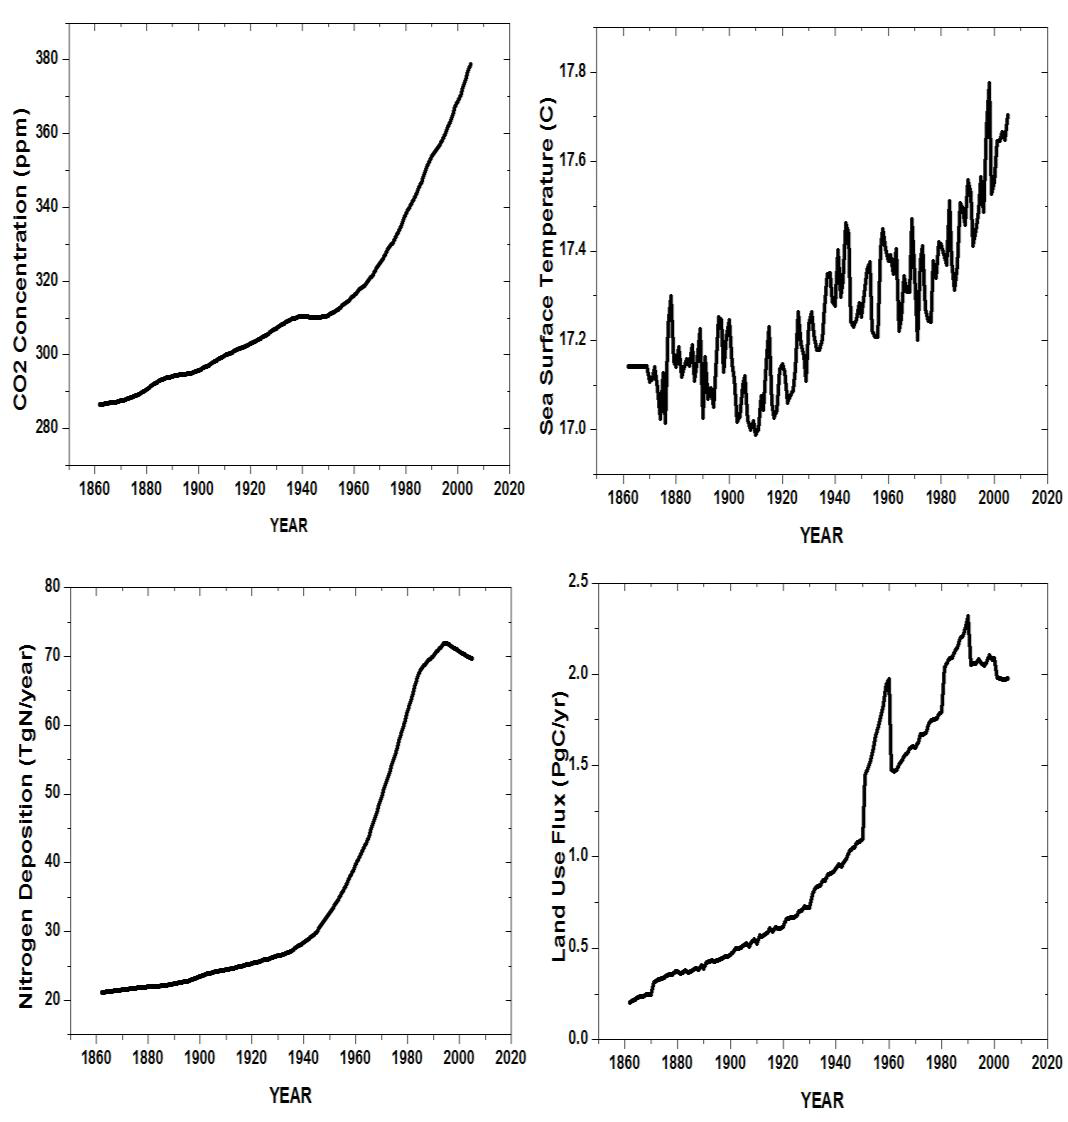 CO2 Concentration (ppm)
380
360
340
320
300
280
1860 1880 1900 1920 1940 1960 1980 2000 2020
YEAR
Sea Surface Temperature (C)
17.8
17.6
17.4
17.2
17.0
1860 1880 1900 1920 1940 1960 1980 2000 2020
YEAR
Nitrogen Deposition (TgN/year)
80
70
60
50
40
30
20
1860 1880 1900 1920 1940 1960 1980 2000 2020
YEAR
Land Use Flux (PgC/yr)
2.5
2.0
1.5
1.0
0.5
0.0
1860 1880 1900 1920 1940 1960 1980 2000 2020
YEAR